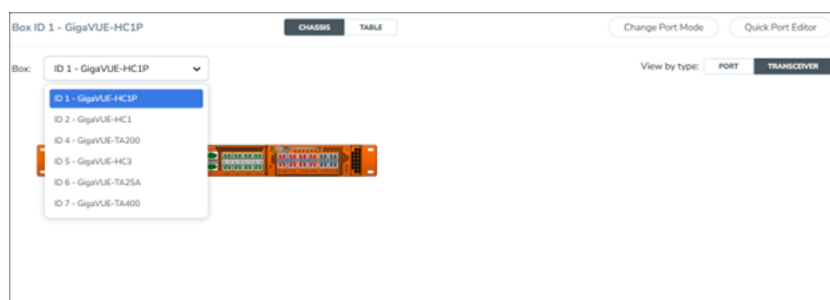 Box ID 1 - GigaVUE-HC1P
CHASSIS TABLE
Change Port Mode
Quick Port Editor
Box:
ID 1 - GigaVUE-HC1P
View by type:
PORT TRANSCEIVER
ID 1 - GigaVUE-HC1P
ID 2 - GigaVUE-HC1
ID 4 - GigaVUE-TA200
ID 5 - GigaVUE-HC3
ID 6 - GigaVUE-TA25A
ID 7 - GigaVUE-TA400